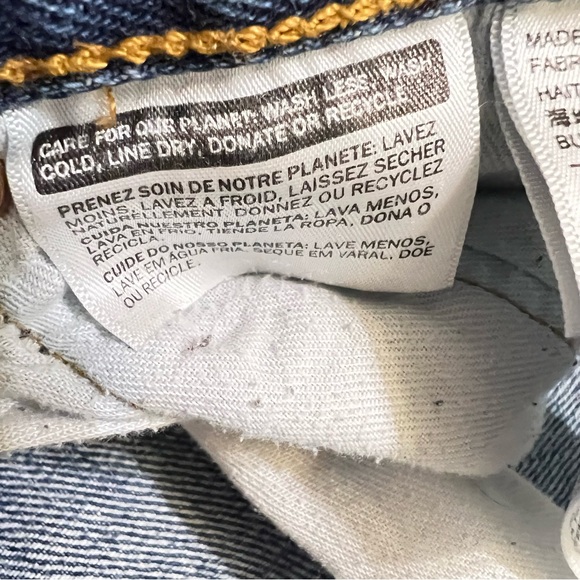 CARE FOR OUR PLANET: WASH LESS, WASH
COLD, LINE DRY, DONATE OR RECYCLE.
PRENEZ SOIN DE NOTRE PLANETE: LAVEZ
MOINS, LAVEZ A FROID, LAISSEZ SECHER
NATURELLEMENT, DONNEZ OU RECYCLEZ
CUIDA NUESTRO PLANETA: LAVA MENOS,
LAVA EN FRIO, TIENDE LA ROPA, DONA O
RECICLA.
CUIDE DO NOSSO PLANETA: LAVE MENOS,
LAVE EM ÁGUA FRIA, SEQUE EM VARAL, DOE
OU RECICLE.
MADE
FABR
HAIT
BU